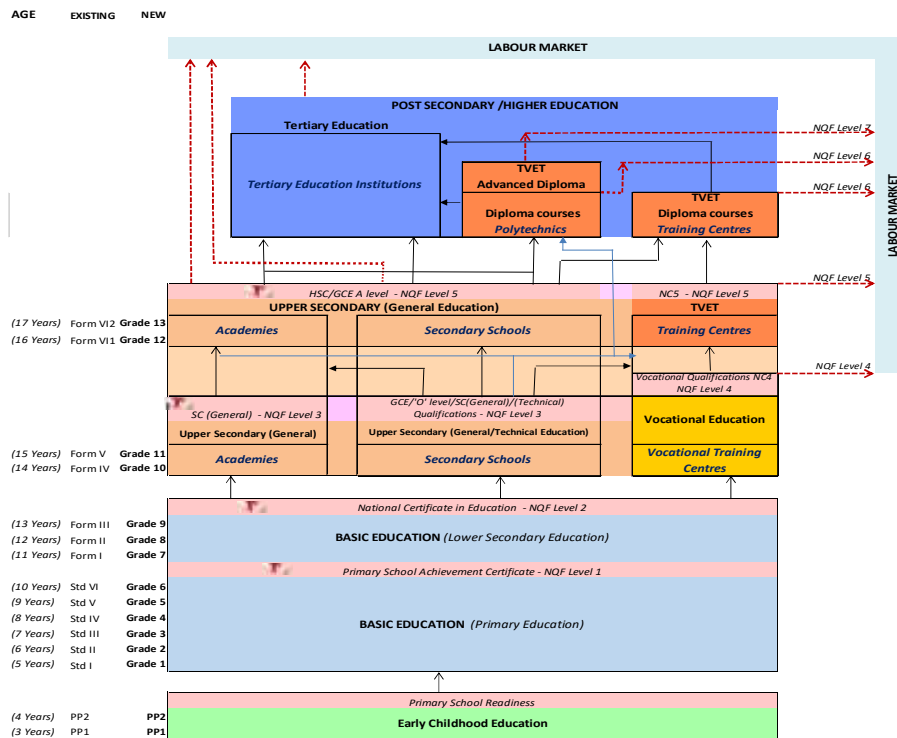 AGE EXISTING NEW
LABOUR MARKET
POST SECONDARY /HIGHER EDUCATION
Tertiary Education
NQF Level 7
TVET
NQF Level 6
Advanced Diploma
Tertiary Education Institutions
TVET
NQF Level 6
Diploma courses
Diploma courses
Polytechnics
Training Centres
LABOUR MARKET
HSC/GCE A level - NQF Level 5
NC5 - NQF Level 5
NQF Level 5
UPPER SECONDARY (General Education)
TVET
(17 Years) Form VI2 Grade 13
Academies
Secondary Schools
Training Centres
(16 Years) Form VI1 Grade 12
NQF Level 4
Vocational Qualifications NC4
NQF Level 4
SC (General) - NQF Level 3
GCE/'O' level/SC(General)/(Technical)
Qualifications - NQF Level 3
Vocational Education
Upper Secondary (General)
Upper Secondary (General/Technical Education)
(15 Years) Form V Grade 11
(14 Years) Form IV Grade 10
Academies
Secondary Schools
Vocational Training
Centres
National Certificate in Education - NQF Level 2
(13 Years) Form III Grade 9
(12 Years) Form II Grade 8
BASIC EDUCATION (Lower Secondary Education)
(11 Years) Form I Grade 7
Primary School Achievement Certificate - NQF Level 1
(10 Years) Std VI Grade 6
(9 Years) Std V Grade 5
(8 Years) Std IV Grade 4
BASIC EDUCATION (Primary Education)
(7 Years) Std III Grade 3
(6 Years) Std II Grade 2
(5 Years) Std I Grade 1
Primary School Readiness
(4 Years) PP2 PP2
Early Childhood Education
(3 Years) PP1 PP1